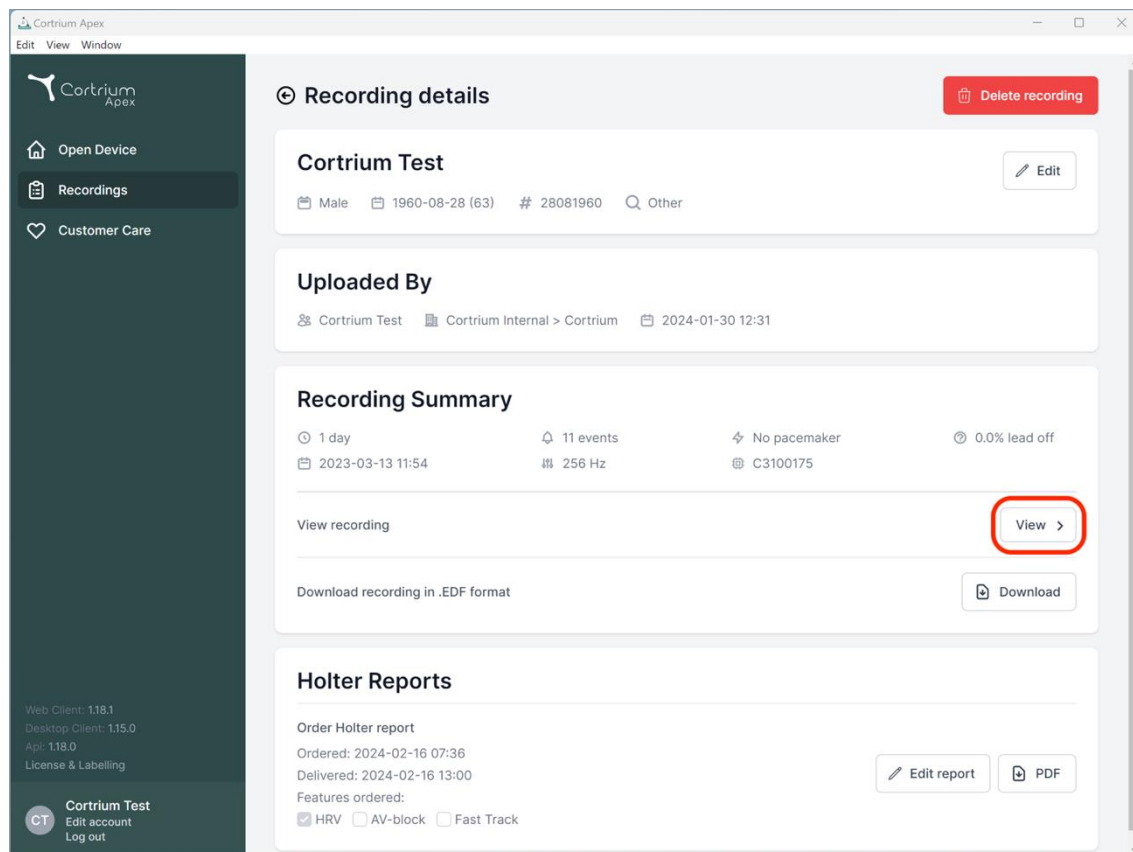 Cortrium Apex
Edit View Window
Cortrium
Apex
Open Device
Recordings
Customer Care
Web Client: 1.18.1
Desktop Client: 1.15.0
Api: 1.18.0
License & Labelling
CT
Cortrium Test
Edit account
Log out
Recording details
Delete recording
Cortrium Test
Edit
Male 1960-08-28 (63) # 28081960 Other
Uploaded By
Cortrium Test Cortrium Internal > Cortrium 2024-01-30 12:31
Recording Summary
1 day 11 events No pacemaker 0.0% lead off
2023-03-13 11:54 256 Hz C3100175
View recording View >
Download recording in .EDF format Download
Holter Reports
Order Holter report
Ordered: 2024-02-16 07:36
Delivered: 2024-02-16 13:00
Edit report PDF
Features ordered:
HRV AV-block Fast Track